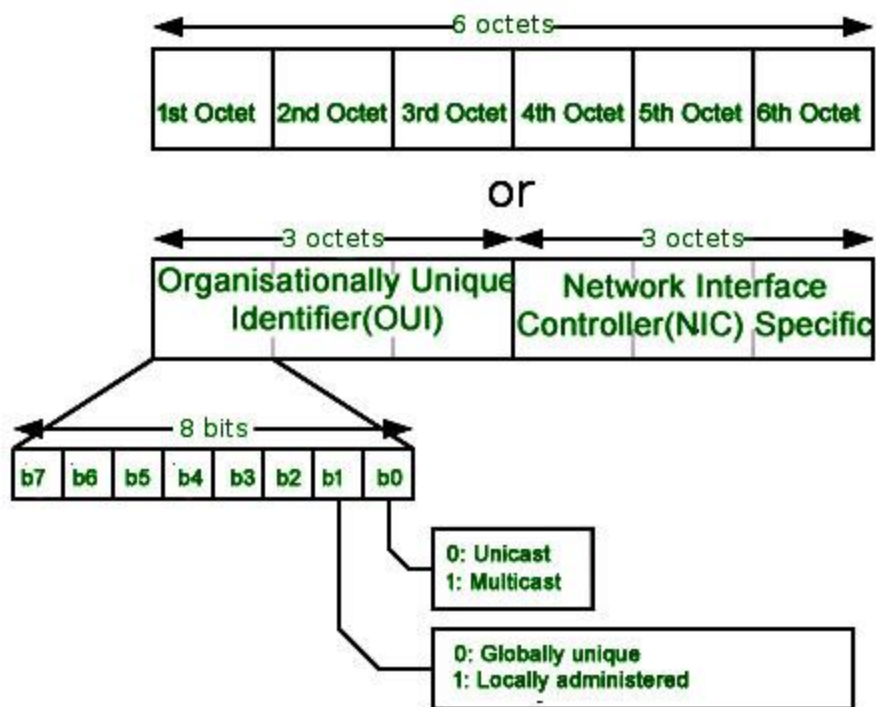 6 octets
1st Octet 2nd Octet 3rd Octet 4th Octet 5th Octet 6th Octet
or
3 octets 3 octets
Organisationally Unique
Identifier(OUI)
Network Interface
Controller(NIC) Specific
8 bits
b7 b6 b5 b4 b3 b2 b1 b0
0: Unicast
1: Multicast
0: Globally unique
1: Locally administered